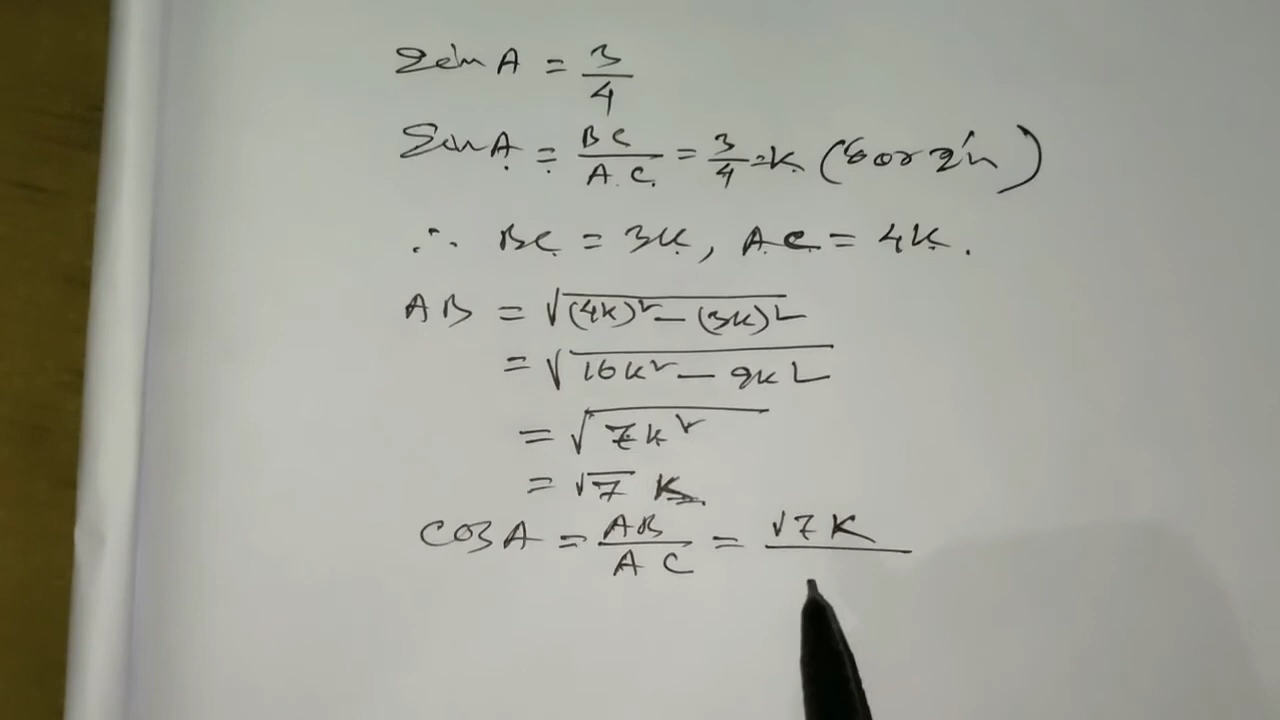 sin A = 3/4
sin A = BC/A.C. = 3/4 = K (say)
∴ BC = 3K, AC = 4K.
AB = √((4K)² - (3K)²)
= √(16K² - 9K²)
= √(7K²)
= √7 K
COS A = AB/AC = √7 K/